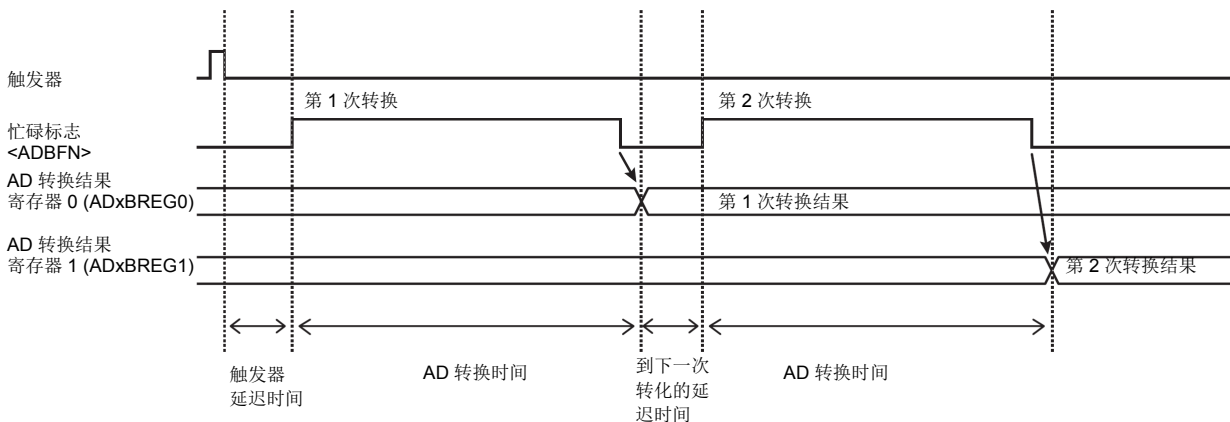 触发器
第 1 次转换
第 2 次转换
忙碌标志
<ADBFN>
AD 转换结果
寄存器 0 (ADxBREG0)
第 1 次转换结果
AD 转换结果
寄存器 1 (ADxBREG1)
第 2 次转换结果
触发器
延迟时间
AD 转换时间
到下一次
转化的延
迟时间
AD 转换时间